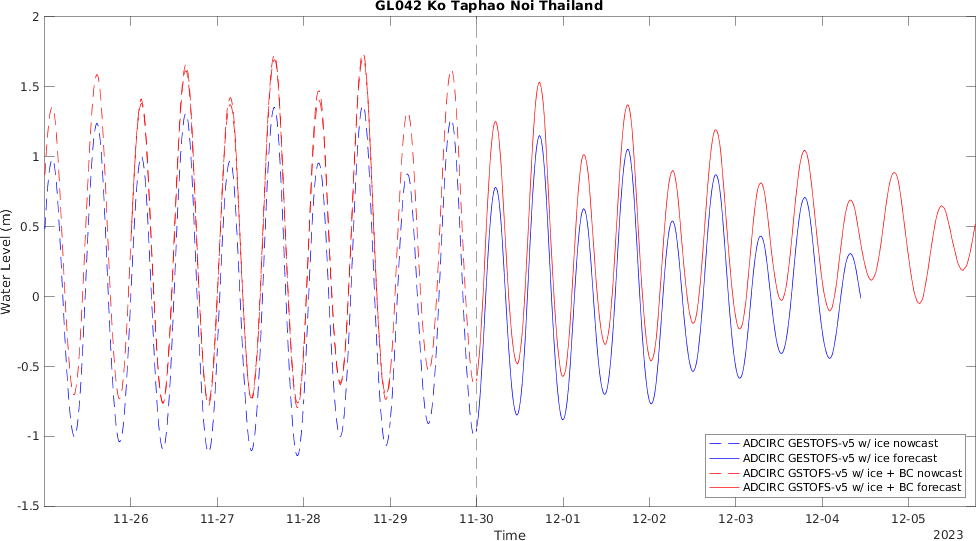 GL042 Ko Taphao Noi Thailand
2
1.5
1
0.5
0
-0.5
-1
-1.5
Water Level (m)
11-26 11-27 11-28 11-29 11-30 12-01 12-02 12-03 12-04 12-05
Time
2023
ADCIRC GESTOFS-v5 w/ ice nowcast
ADCIRC GESTOFS-v5 w/ ice forecast
ADCIRC GSTOFS-v5 w/ ice + BC nowcast
ADCIRC GSTOFS-v5 w/ ice + BC forecast